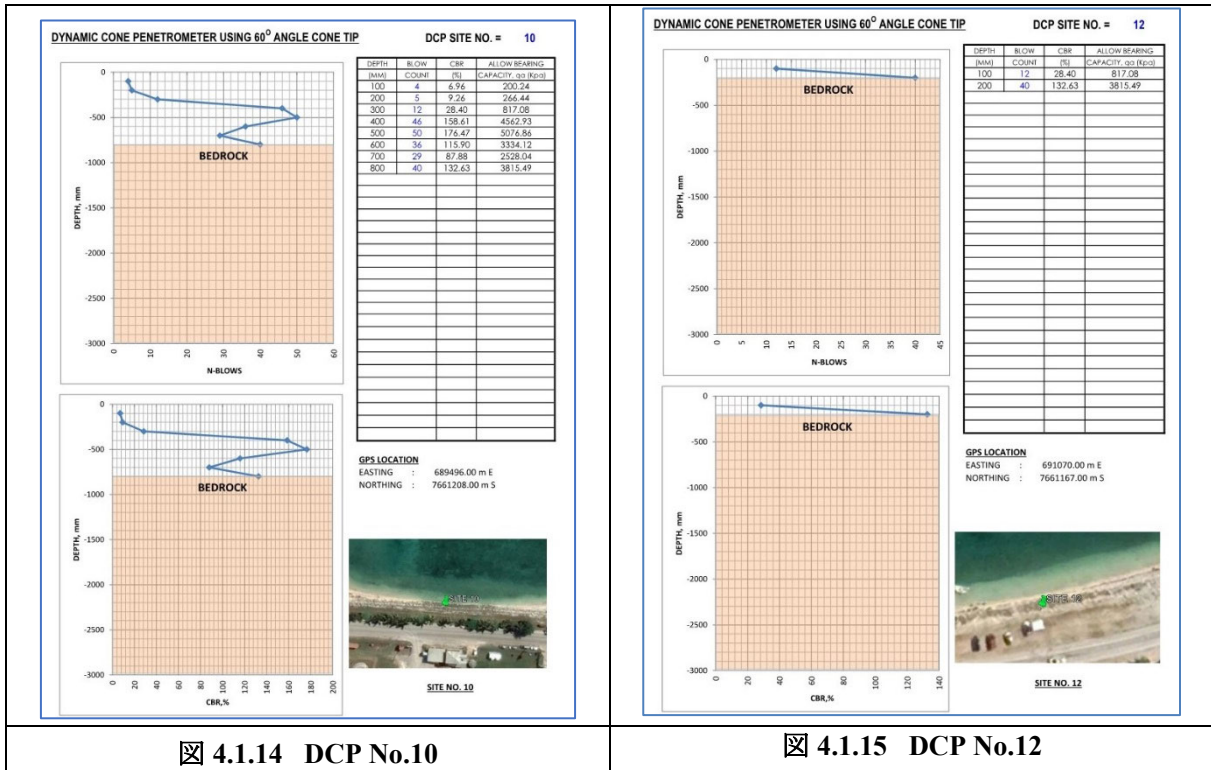 DYNAMIC CONE PENETROMETER USING 60O ANGLE CONE TIP DCP SITE NO. = 10
0
-500
-1000
-1500
-2000
-2500
-3000
DEPTH, mm
BEDROCK
0 10 20 30 40 50 60
N-BLOWS
DEPTH BLOW CBR ALLOW BEARING
(MM) COUNT (%) CAPACITY, qa (Kpa)
100 4 6.96 200.24
200 5 9.26 266.44
300 12 28.40 817.08
400 46 158.61 4562.93
500 50 176.47 5076.86
600 36 115.90 3334.12
700 29 87.88 2528.04
800 40 132.63 3815.49
0
-500
-1000
-1500
-2000
-2500
-3000
DEPTH, mm
BEDROCK
0 20 40 60 80 100 120 140 160 180 200
CBR,%
GPS LOCATION
EASTING : 689496.00 m E
NORTHING : 7661208.00 m S
SITE 10
SITE NO. 10
図 4.1.14 DCP No.10
DYNAMIC CONE PENETROMETER USING 60O ANGLE CONE TIP DCP SITE NO. = 12
0
-500
-1000
-1500
-2000
-2500
-3000
DEPTH, mm
BEDROCK
0 5 10 15 20 25 30 35 40 45
N-BLOWS
DEPTH BLOW CBR ALLOW BEARING
(MM) COUNT (%) CAPACITY, qa (Kpa)
100 12 28.40 817.08
200 40 132.63 3815.49
0
-500
-1000
-1500
-2000
-2500
-3000
DEPTH, mm
BEDROCK
0 20 40 60 80 100 120 140
CBR,%
GPS LOCATION
EASTING : 691070.00 m E
NORTHING : 7661167.00 m S
SITE 12
SITE NO. 12
図 4.1.15 DCP No.12